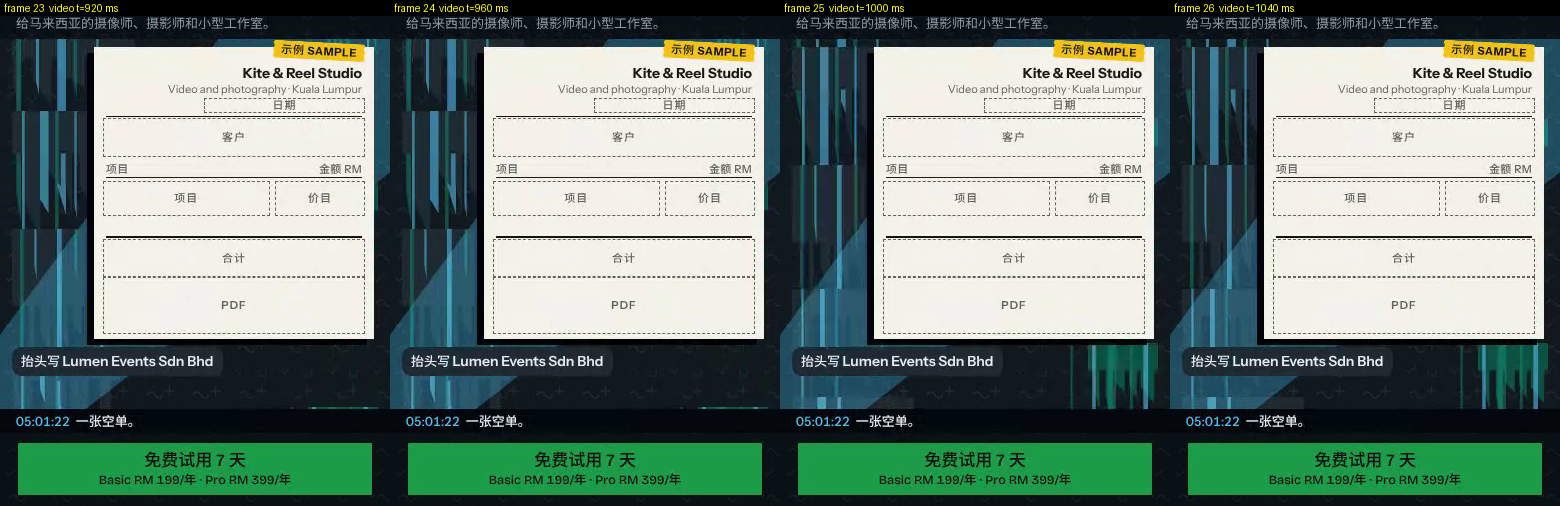 frame 23 video t=920 ms
给马来西亚的摄像师、摄影师和小型工作室。
示例 SAMPLE
Kite & Reel Studio
Video and photography · Kuala Lumpur
日期
客户
项目 金额 RM
项目 价目
合计
PDF
抬头写 Lumen Events Sdn Bhd
05:01:22 一张空单。
免费试用 7 天
Basic RM 199/年 · Pro RM 399/年
frame 24 video t=960 ms
给马来西亚的摄像师、摄影师和小型工作室。
示例 SAMPLE
Kite & Reel Studio
Video and photography · Kuala Lumpur
日期
客户
项目 金额 RM
项目 价目
合计
PDF
抬头写 Lumen Events Sdn Bhd
05:01:22 一张空单。
免费试用 7 天
Basic RM 199/年 · Pro RM 399/年
frame 25 video t=1000 ms
给马来西亚的摄像师、摄影师和小型工作室。
示例 SAMPLE
Kite & Reel Studio
Video and photography · Kuala Lumpur
日期
客户
项目 金额 RM
项目 价目
合计
PDF
抬头写 Lumen Events Sdn Bhd
05:01:22 一张空单。
免费试用 7 天
Basic RM 199/年 · Pro RM 399/年
frame 26 video t=1040 ms
给马来西亚的摄像师、摄影师和小型工作室。
示例 SAMPLE
Kite & Reel Studio
Video and photography · Kuala Lumpur
日期
客户
项目 金额 RM
项目 价目
合计
PDF
抬头写 Lumen Events Sdn Bhd
05:01:22 一张空单。
免费试用 7 天
Basic RM 199/年 · Pro RM 399/年